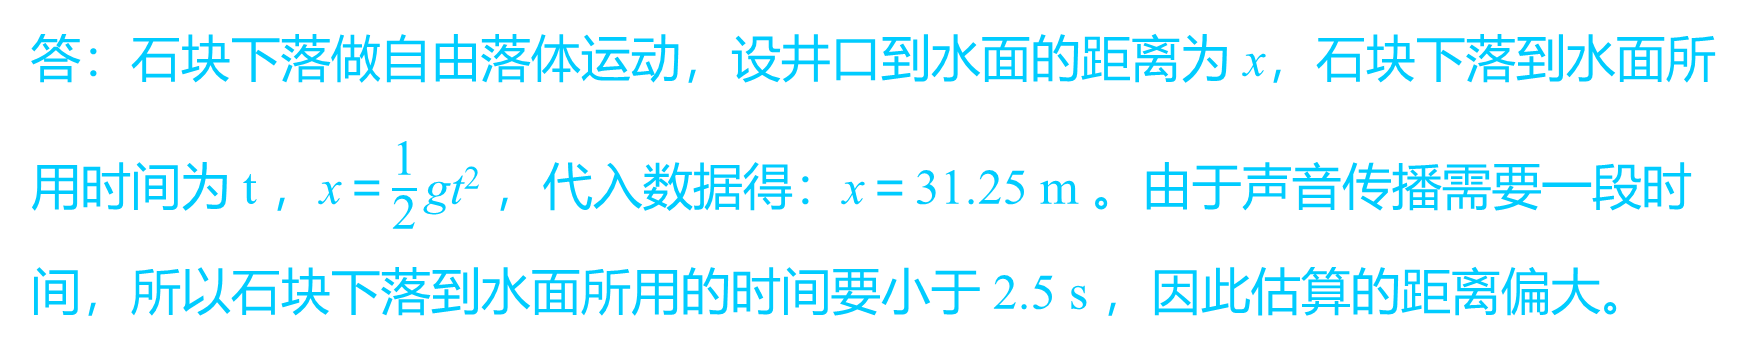 答：石块下落做自由落体运动，设井口到水面的距离为 x，石块下落到水面所
用时间为 t ，x = \frac{1}{2}gt^2 ，代入数据得：x = 31.25 m 。由于声音传播需要一段时
间，所以石块下落到水面所用的时间要小于 2.5 s ，因此估算的距离偏大。